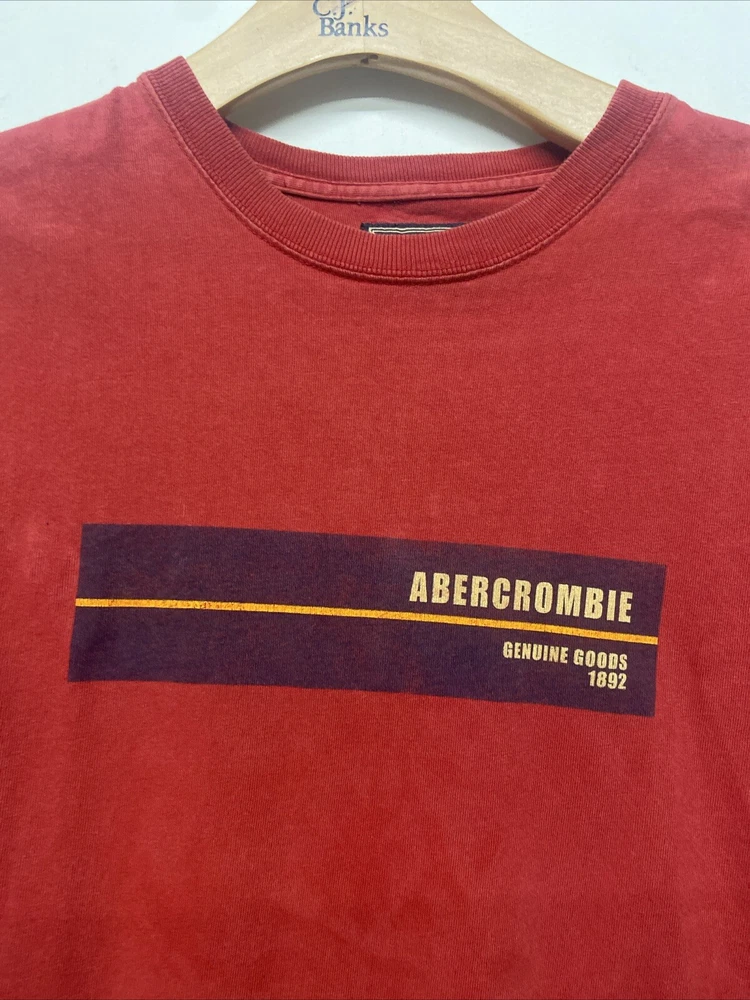 C.J.
Banks
ABERCROMBIE
GENUINE GOODS
1892